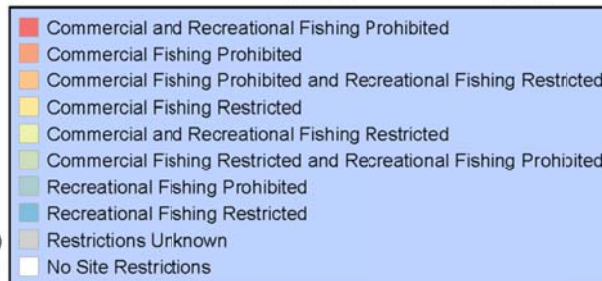 Commercial and Recreational Fishing Prohibited
Commercial Fishing Prohibited
Commercial Fishing Prohibited and Recreational Fishing Restricted
Commercial Fishing Restricted
Commercial and Recreational Fishing Restricted
Commercial Fishing Restricted and Recreational Fishing Prohibited
Recreational Fishing Prohibited
Recreational Fishing Restricted
Restrictions Unknown
No Site Restrictions